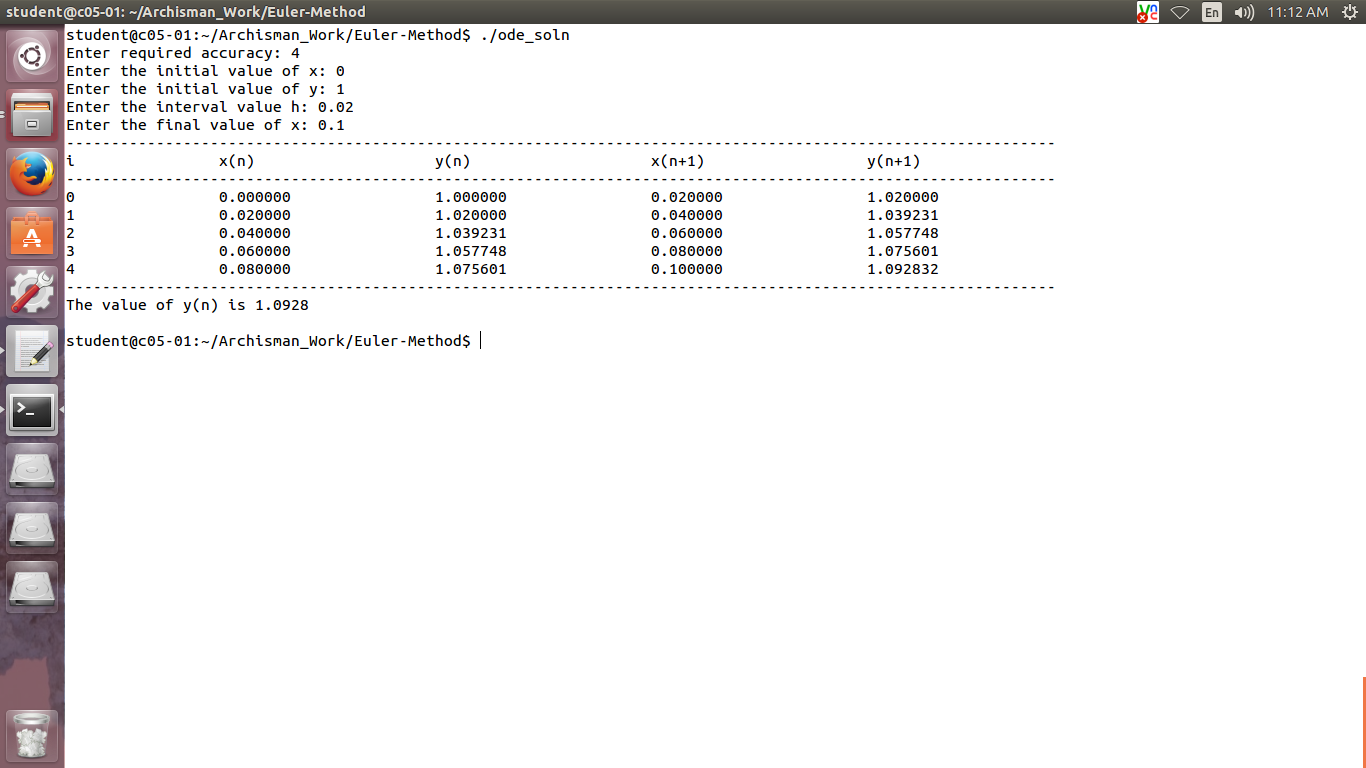 student@c05-01: ~/Archisman_Work/Euler-Method
En
11:12 AM
student@c05-01:~/Archisman_Work/Euler-Method$ ./ode_soln
Enter required accuracy: 4
Enter the initial value of x: 0
Enter the initial value of y: 1
Enter the interval value h: 0.02
Enter the final value of x: 0.1
--------------------------------------------------------------------------------------------------------------
i x(n) y(n) x(n+1) y(n+1)
--------------------------------------------------------------------------------------------------------------
0 0.000000 1.000000 0.020000 1.020000
1 0.020000 1.020000 0.040000 1.039231
2 0.040000 1.039231 0.060000 1.057748
3 0.060000 1.057748 0.080000 1.075601
4 0.080000 1.075601 0.100000 1.092832
--------------------------------------------------------------------------------------------------------------
The value of y(n) is 1.0928
student@c05-01:~/Archisman_Work/Euler-Method$